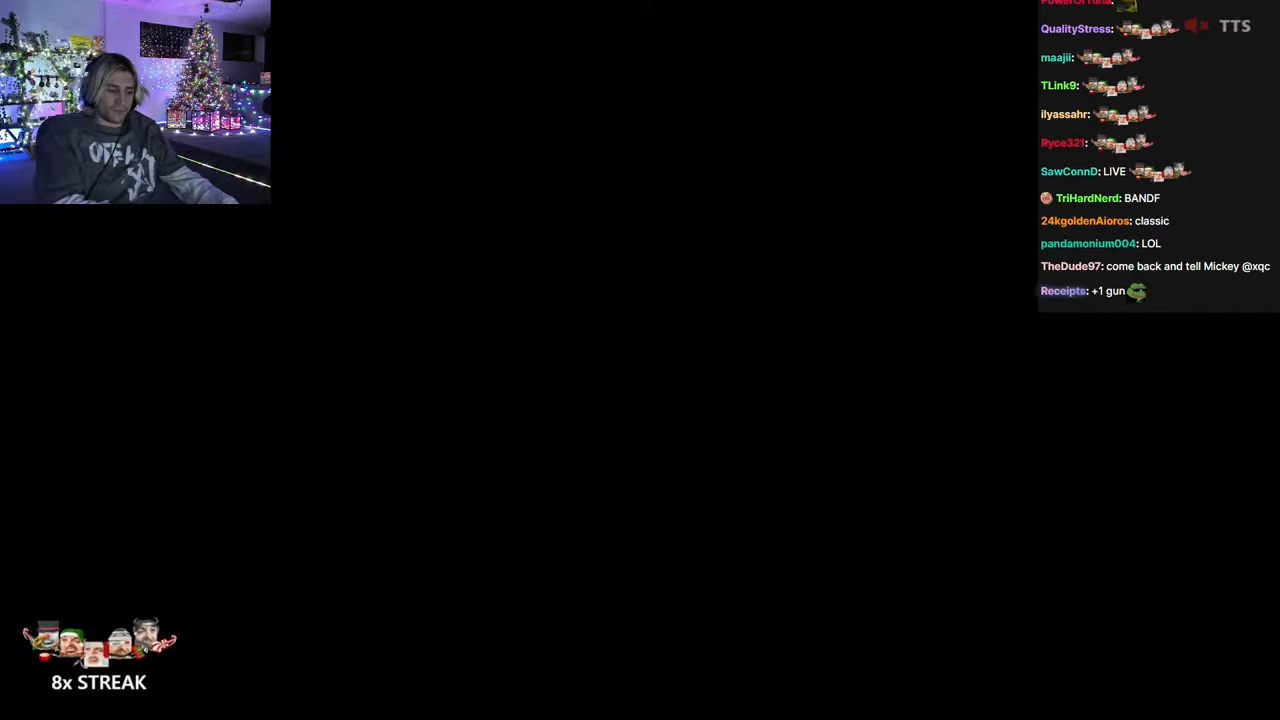 PowerOfTuna:
QualityStress:
TTS
maajii:
TLink9:
ilyassahr:
Ryce321:
SawConnD: LIVE
TriHardNerd: BANDF
24kgoldenAioros: classic
pandamonium004: LOL
TheDude97: come back and tell Mickey @xqc
Receipts: +1 gun
8x STREAK